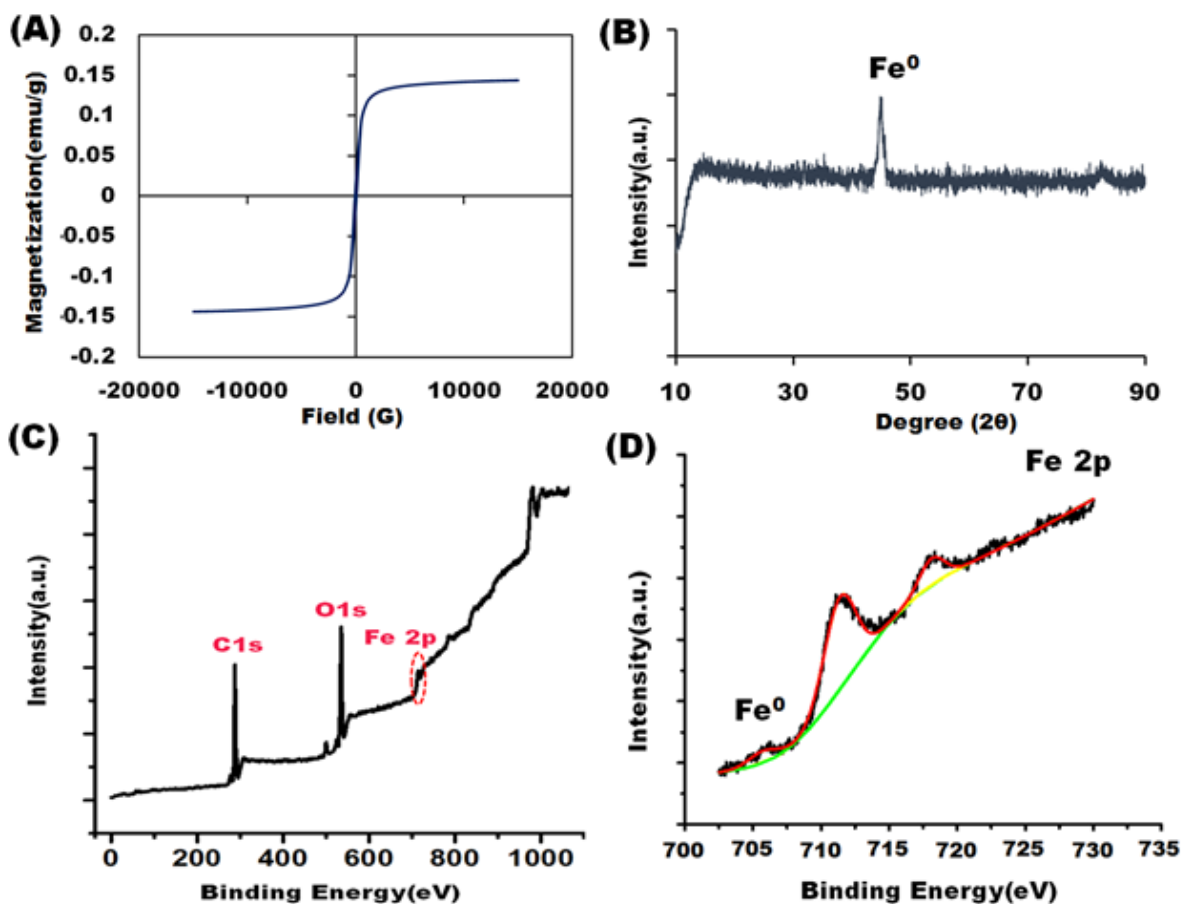 (A)
Magnetization(emu/g)
0.2
0.15
0.1
0.05
0
-0.05
-0.1
-0.15
-0.2
-20000 -10000 0 10000 20000
Field (G)
(B)
Fe⁰
Intensity(a.u.)
10 30 50 70 90
Degree (2θ)
(C)
Intensity(a.u.)
C1s
O1s
Fe 2p
0 200 400 600 800 1000
Binding Energy(eV)
(D)
Fe 2p
Intensity(a.u.)
Fe⁰
700 705 710 715 720 725 730 735
Binding Energy(eV)